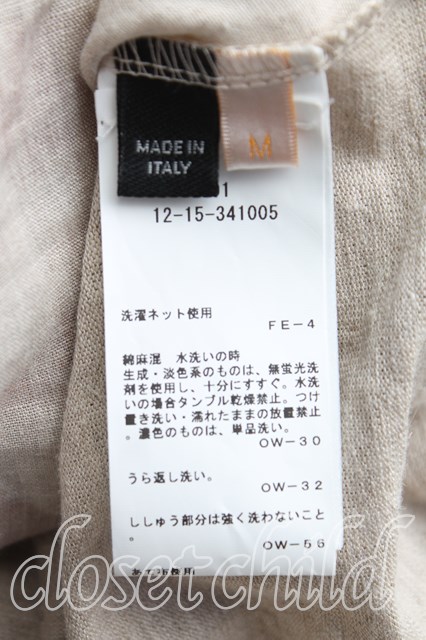 MADE IN
ITALY
M
1
12-15-341005
洗濯ネット使用
FE-4
綿麻混 水洗いの時
生成・淡色系のものは、無蛍光洗
剤を使用し、十分にすすぐ。水洗
いの場合タンブル乾燥禁止。つけ
置き洗い・濡れたままの放置禁止
。濃色のものは、単品洗い。
OW-30
うら返し洗い。
OW-32
ししゅう部分は強く洗わないこと
。
OW-56
closet child